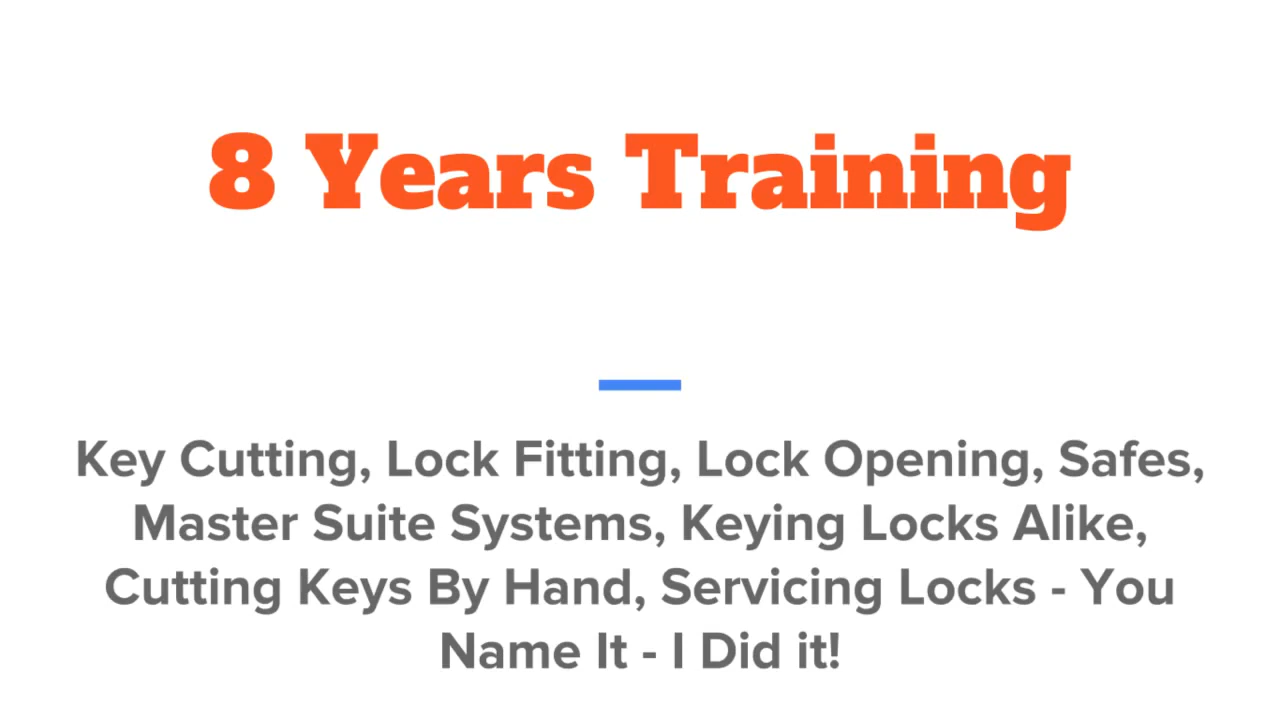 8 Years Training
Key Cutting, Lock Fitting, Lock Opening, Safes,
Master Suite Systems, Keying Locks Alike,
Cutting Keys By Hand, Servicing Locks - You
Name It - I Did it!